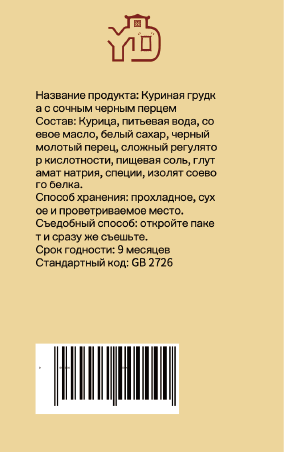 Название продукта: Куриная грудк
а с сочным черным перцем
Состав: Курица, питьевая вода, со
евое масло, белый сахар, черный
молотый перец, сложный регулято
р кислотности, пищевая соль, глут
амат натрия, специи, изолят соево
го белка.
Способ хранения: прохладное, сух
ое и проветриваемое место.
Съедобный способ: откройте паке
т и сразу же съешьте.
Срок годности: 9 месяцев
Стандартный код: GB 2726